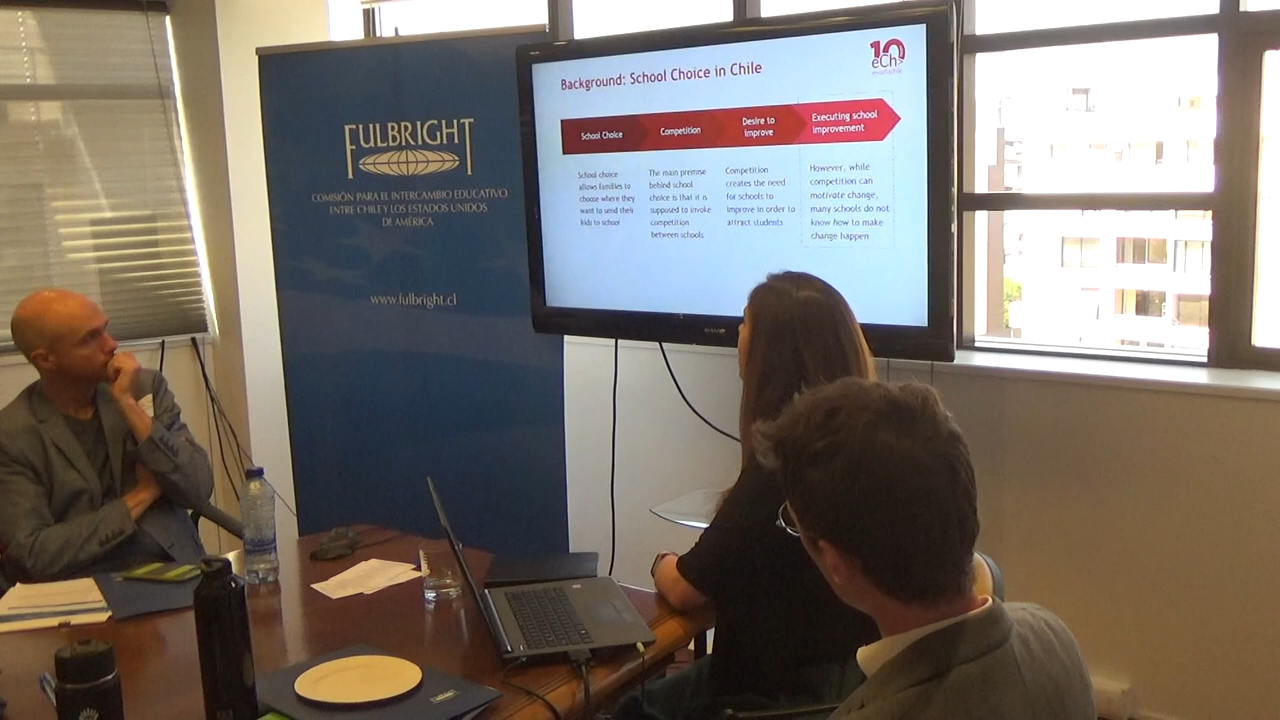 FULBRIGHT
COMISIÓN PARA EL INTERCAMBIO EDUCATIVO
ENTRE CHILE Y LOS ESTADOS UNIDOS
DE AMÉRICA
www.fulbright.cl
Background: School Choice in Chile
10
eCh>
School Choice
Competition
Desire to
improve
Executing school
improvement
School choice
allows families to
choose where they
want to send their
kids to school
The main premise
behind school
choice is that it is
supposed to invoke
competition
between schools
Competition
creates the need
for schools to
improve in order to
attract students
However, while
competition can
motivate change,
many schools do not
know how to make
change happen